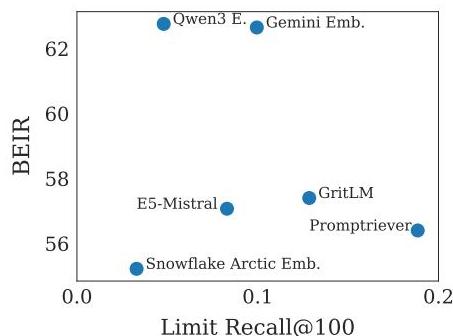 Qwen3 E.
Gemini Emb.
62
60
BEIR
58
E5-Mistral
GritLM
Promptriever
56
Snowflake Arctic Emb.
0.0
0.1
0.2
Limit Recall@100